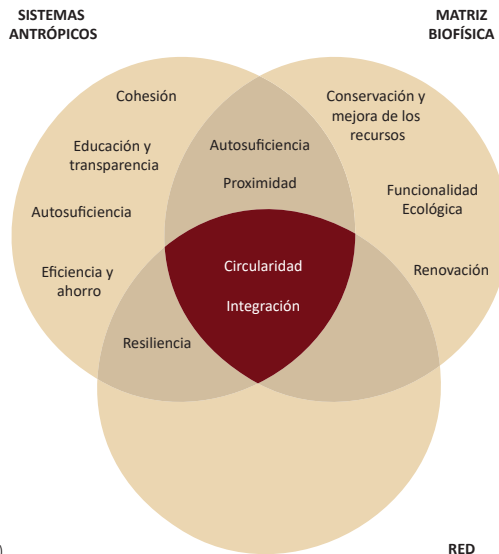 SISTEMAS
ANTRÓPICOS
MATRIZ
BIOFÍSICA
Cohesión
Educación y
transparencia
Autosuficiencia
Eficiencia y
ahorro
Autosuficiencia
Proximidad
Conservación y
mejora de los
recursos
Funcionalidad
Ecológica
Renovación
Circularidad
Integración
Resiliencia
)
RED